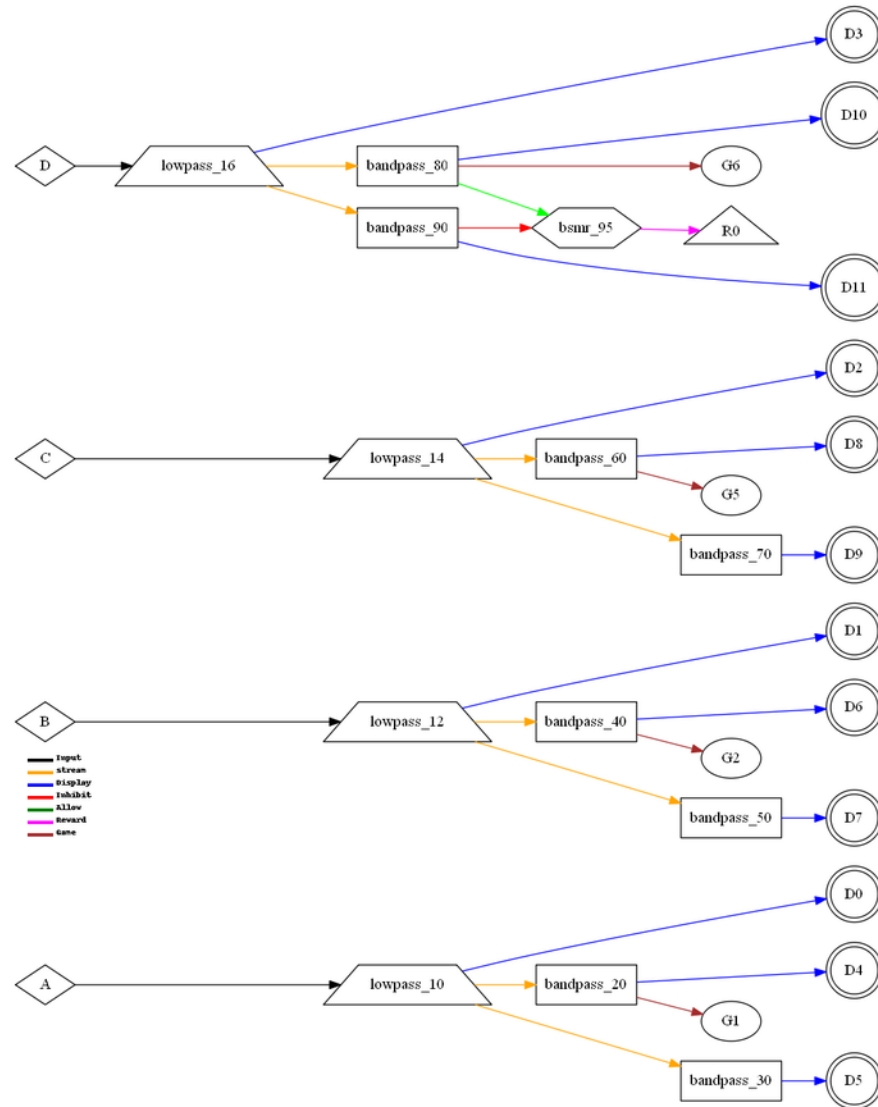 D3
D10
D
lowpass_16
bandpass_80
G6
bandpass_90
bsmr_95
R0
D11
D2
D8
C
lowpass_14
bandpass_60
G5
bandpass_70
D9
D1
D6
B
lowpass_12
bandpass_40
G2
Input
stream
Display
Inhibit
Allow
Reward
Game
bandpass_50
D7
D0
D4
A
lowpass_10
bandpass_20
G1
bandpass_30
D5